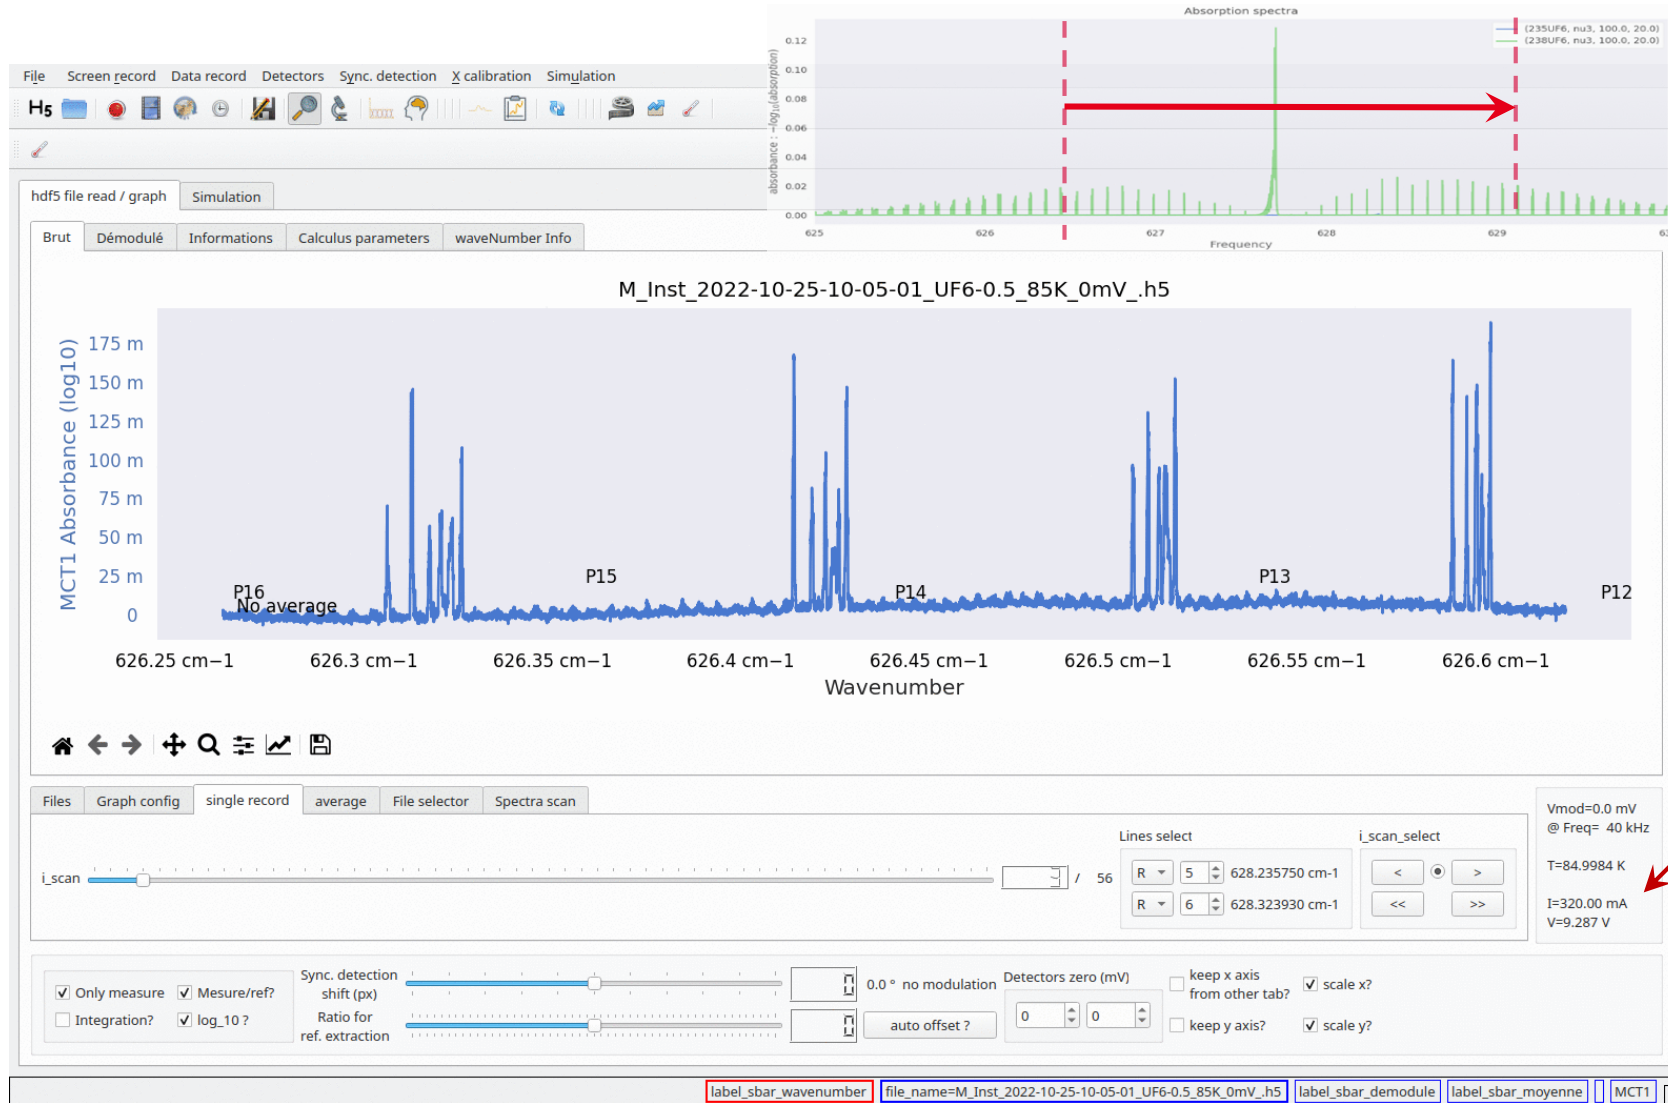 Absorption spectra
(235UF6, nu3, 100.0, 20.0)
(238UF6, nu3, 100.0, 20.0)
absorbance : −log10(absorption)
0.12
0.10
0.08
0.06
0.04
0.02
0.00
625 626 627 628 629
Frequency
File Screen record Data record Detectors Sync. detection X calibration Simulation
H5
hdf5 file read / graph Simulation
Brut Démodulé Informations Calculus parameters waveNumber Info
M_Inst_2022-10-25-10-05-01_UF6-0.5_85K_0mV_.h5
MCT1 Absorbance (log10)
175 m
150 m
125 m
100 m
75 m
50 m
25 m
0
P16
No average
P15
P14
P13
P12
626.25 cm−1 626.3 cm−1 626.35 cm−1 626.4 cm−1 626.45 cm−1 626.5 cm−1 626.55 cm−1 626.6 cm−1
Wavenumber
Files Graph config single record average File selector Spectra scan
i_scan
/ 56
Lines select
R 5 628.235750 cm-1
R 6 628.323930 cm-1
i_scan_select
< >
<< >>
Vmod=0.0 mV
@ Freq= 40 kHz
T=84.9984 K
I=320.00 mA
V=9.287 V
Only measure Mesure/ref?
Integration? log_10 ?
Sync. detection
shift (px)
0
0.0 ° no modulation
Ratio for
ref. extraction
0
auto offset ?
Detectors zero (mV)
0 0
keep x axis
from other tab?
scale x?
keep y axis?
scale y?
label_sbar_wavenumber file_name=M_Inst_2022-10-25-10-05-01_UF6-0.5_85K_0mV_.h5 label_sbar_demodule label_sbar_moyenne MCT1